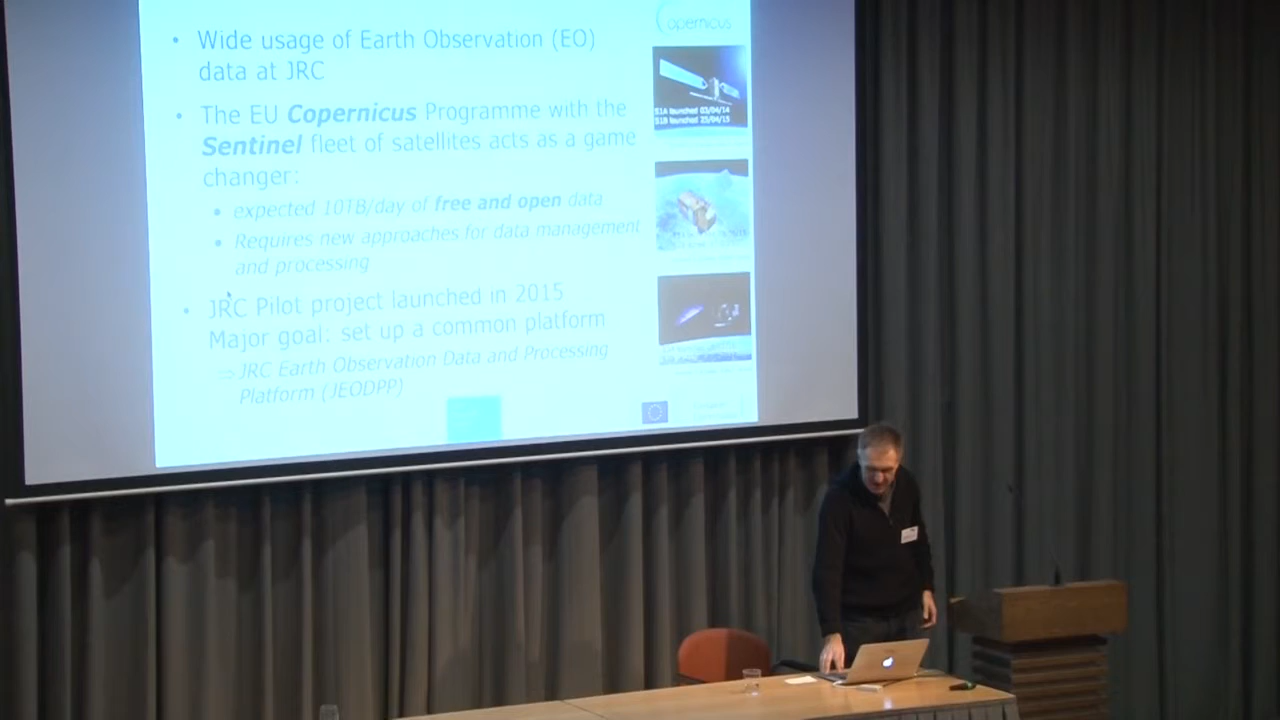 • Wide usage of Earth Observation (EO)
data at JRC
• The EU Copernicus Programme with the
Sentinel fleet of satellites acts as a game
changer:
• expected 10TB/day of free and open data
• Requires new approaches for data management
and processing
• JRC Pilot project launched in 2015
Major goal: set up a common platform
⇒ JRC Earth Observation Data and Processing
Platform (JEODPP)
opernicus
S1A launched 03/04/14
S1B launched 25/04/15